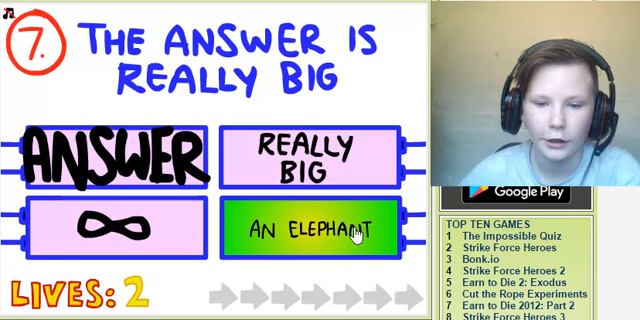 7. THE ANSWER IS
REALLY BIG
ANSWER
REALLY
BIG
∞
AN ELEPHANT
LIVES: 2
Google Play
TOP TEN GAMES
1 The Impossible Quiz
2 Strike Force Heroes
3 Bonk.io
4 Strike Force Heroes 2
5 Earn to Die 2: Exodus
6 Cut the Rope Experiments
7 Earn to Die 2012: Part 2
8 Strike Force Heroes 3